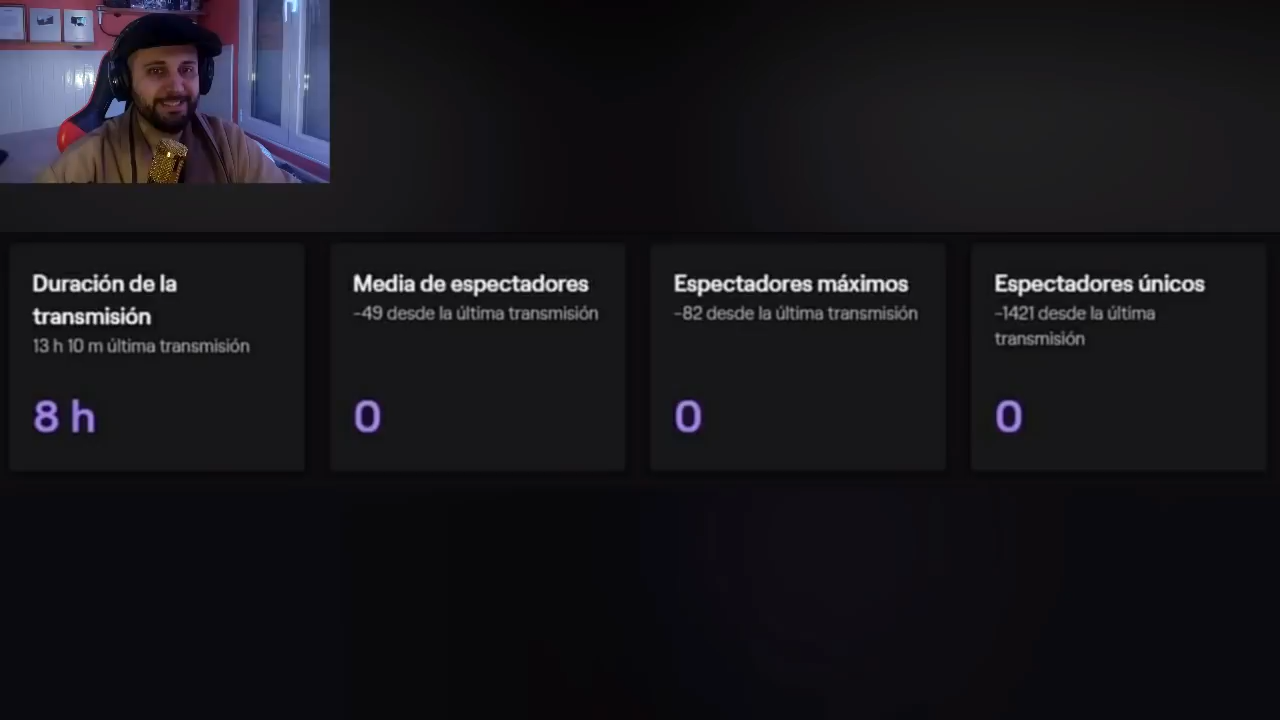 Duración de la
transmisión
13 h 10 m última transmisión
8 h
Media de espectadores
-49 desde la última transmisión
0
Espectadores máximos
-82 desde la última transmisión
0
Espectadores únicos
-1421 desde la última
transmisión
0